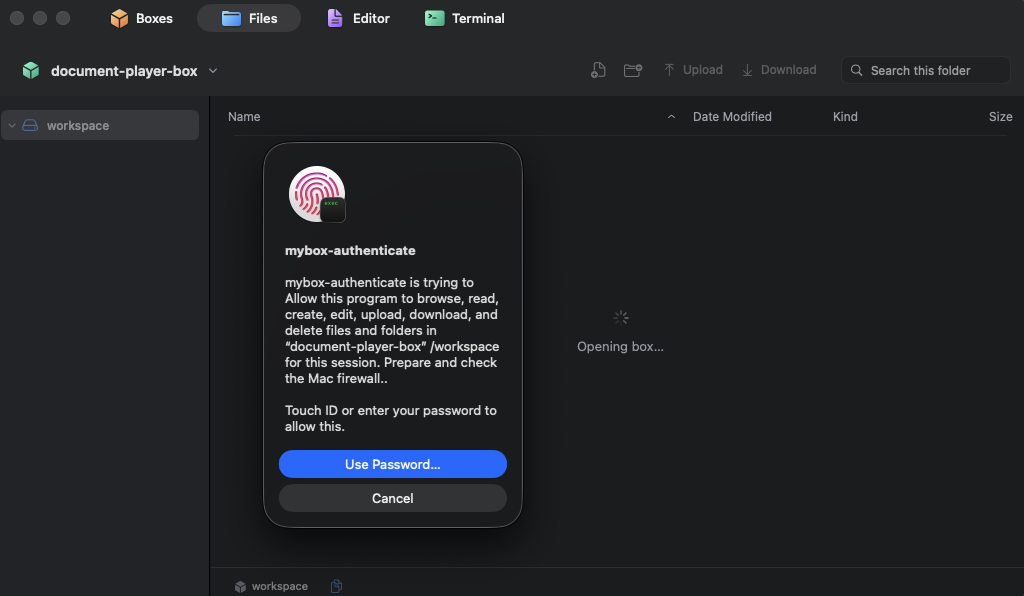 Boxes
Files
Editor
Terminal
document-player-box
Upload
Download
Search this folder
workspace
Name
Date Modified
Kind
Size
exec
mybox-authenticate
mybox-authenticate is trying to
Allow this program to browse, read,
create, edit, upload, download, and
delete files and folders in
“document-player-box” /workspace
for this session. Prepare and check
the Mac firewall..
Touch ID or enter your password to
allow this.
Use Password...
Cancel
Opening box...
workspace